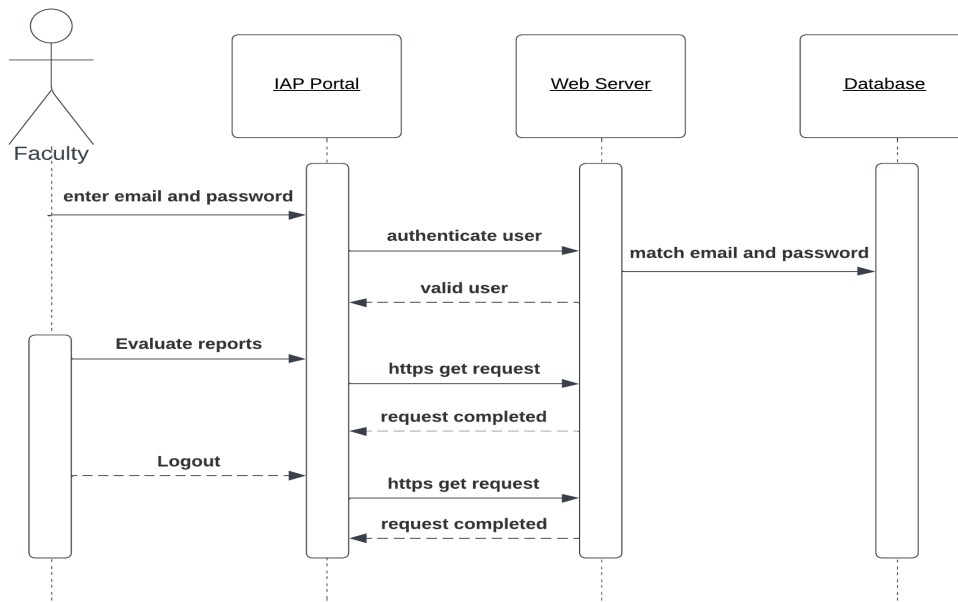 IAP Portal
Web Server
Database
Faculty
enter email and password
authenticate user
match email and password
valid user
Evaluate reports
https get request
request completed
Logout
https get request
request completed